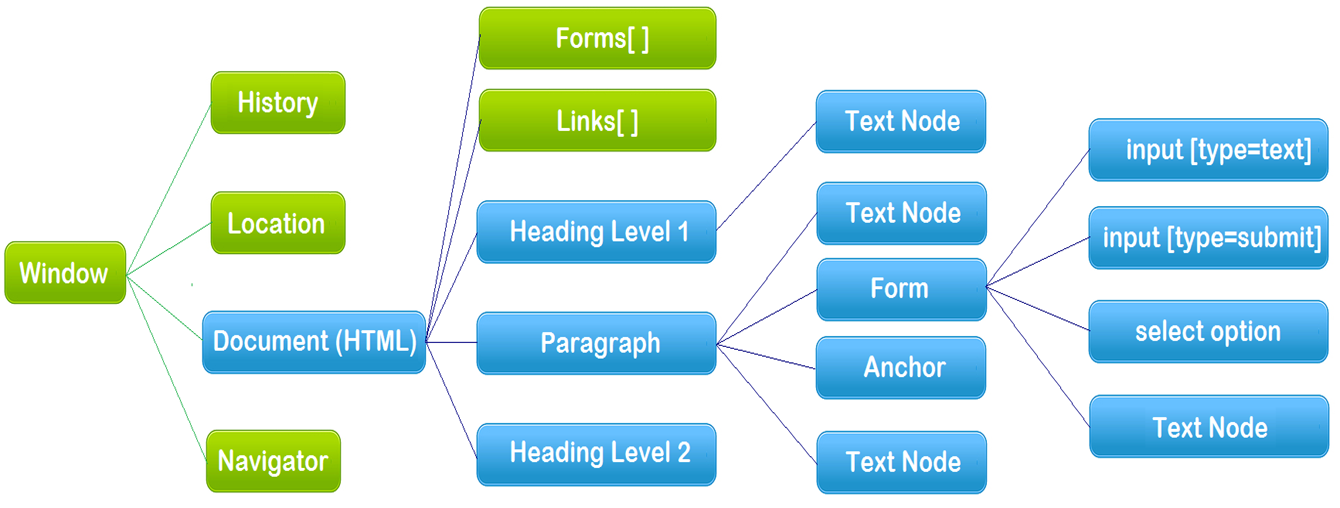 Window
History
Location
Document (HTML)
Navigator
Forms[ ]
Links[ ]
Heading Level 1
Paragraph
Heading Level 2
Text Node
Text Node
Form
Anchor
Text Node
input [type=text]
input [type=submit]
select option
Text Node